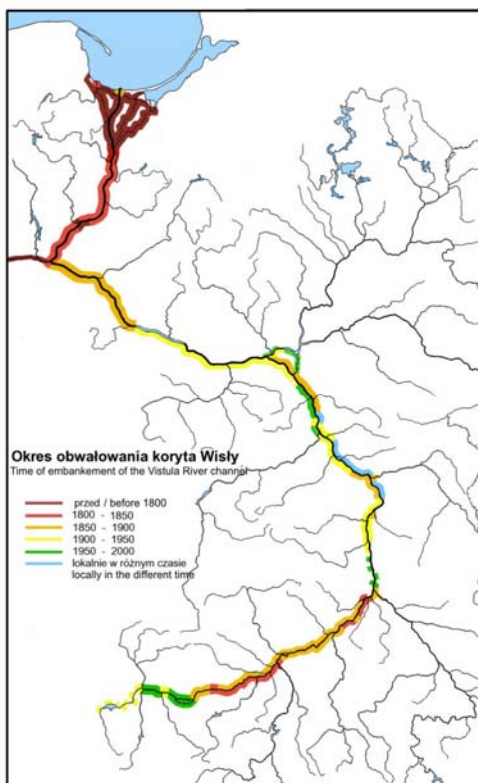 Okres obwałowania koryta Wisły
Time of embankement of the Vistula River channel
przed / before 1800
1800 - 1850
1850 - 1900
1900 - 1950
1950 - 2000
lokalnie w różnym czasie
locally in the different time